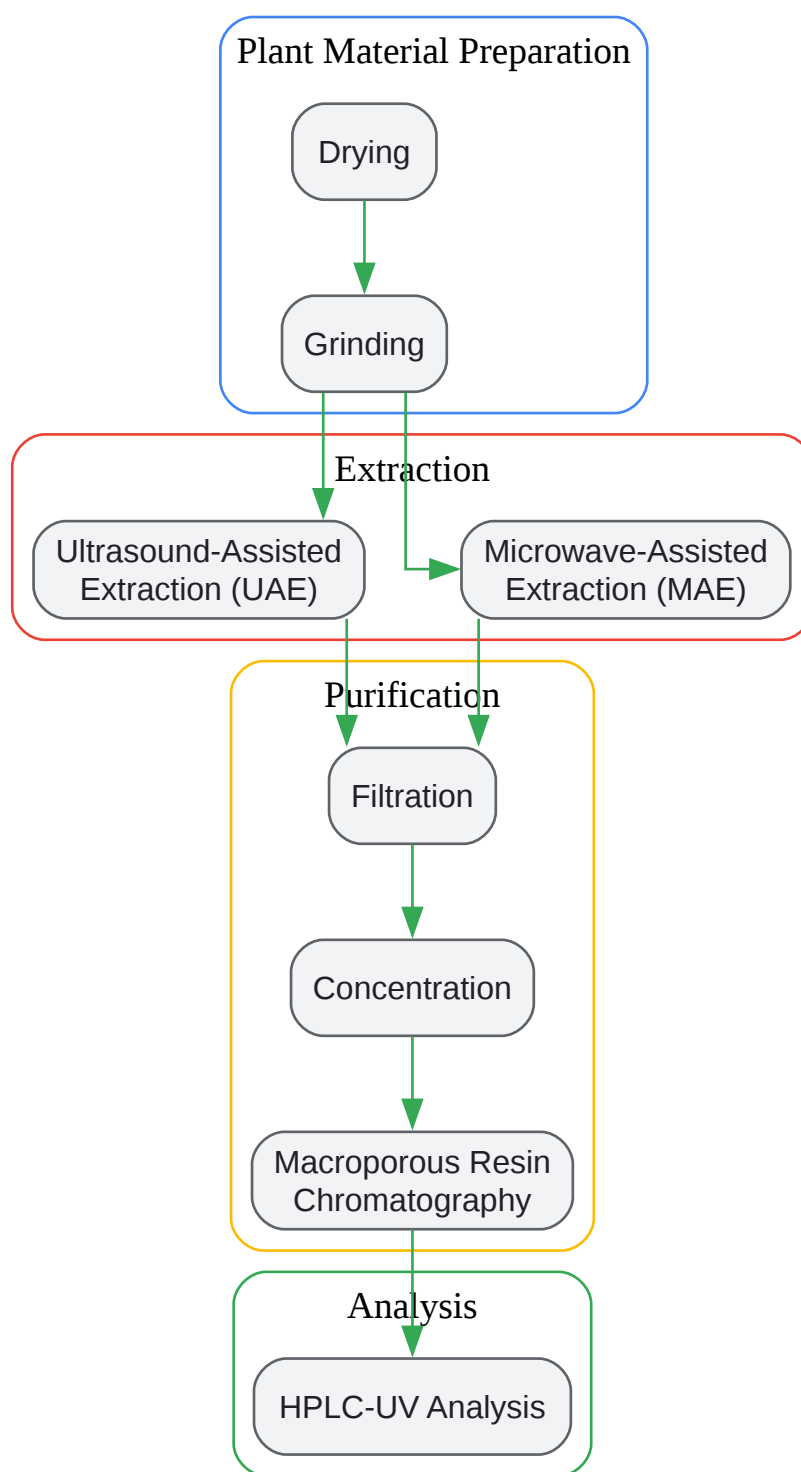 Plant Material Preparation
Drying
Grinding
Extraction
Ultrasound-Assisted
Extraction (UAE)
Microwave-Assisted
Extraction (MAE)
Purification
Filtration
Concentration
Macroporous Resin
Chromatography
Analysis
HPLC-UV Analysis